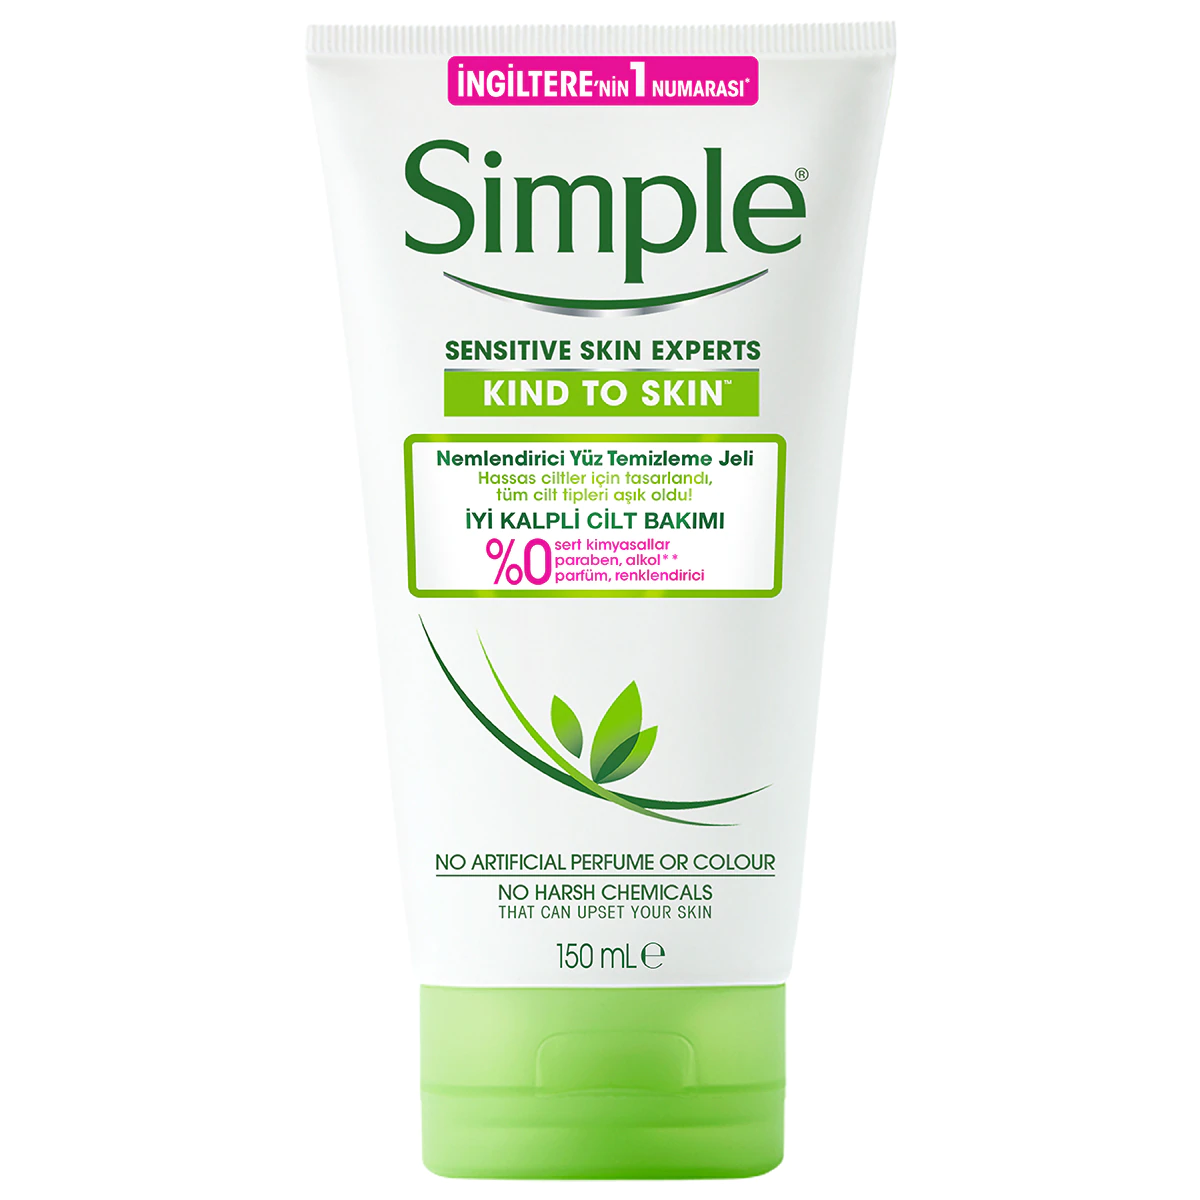 İNGİLTERE'NİN 1 NUMARASI*
Simple®
SENSITIVE SKIN EXPERTS
KIND TO SKIN™
Nemlendirici Yüz Temizleme Jeli
Hassas ciltler için tasarlandı,
tüm cilt tipleri aşık oldu!
İYİ KALPLİ CİLT BAKIMI
%0 sert kimyasallar
paraben, alkol**
parfüm, renklendirici
NO ARTIFICIAL PERFUME OR COLOUR
NO HARSH CHEMICALS
THAT CAN UPSET YOUR SKIN
150 mL ℮